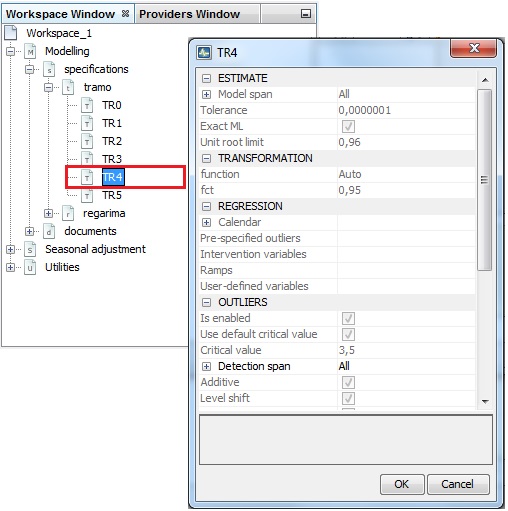 Workspace Window
Providers Window
Workspace_1
Modelling
specifications
tramo
TR0
TR1
TR2
TR3
TR4
TR5
regarima
documents
Seasonal adjustment
Utilities
TR4
ESTIMATE
Model span All
Tolerance 0,0000001
Exact ML
Unit root limit 0,96
TRANSFORMATION
function Auto
fct 0,95
REGRESSION
Calendar
Pre-specified outliers
Intervention variables
Ramps
User-defined variables
OUTLIERS
Is enabled
Use default critical value
Critical value 3,5
Detection span All
Additive
Level shift
OK Cancel